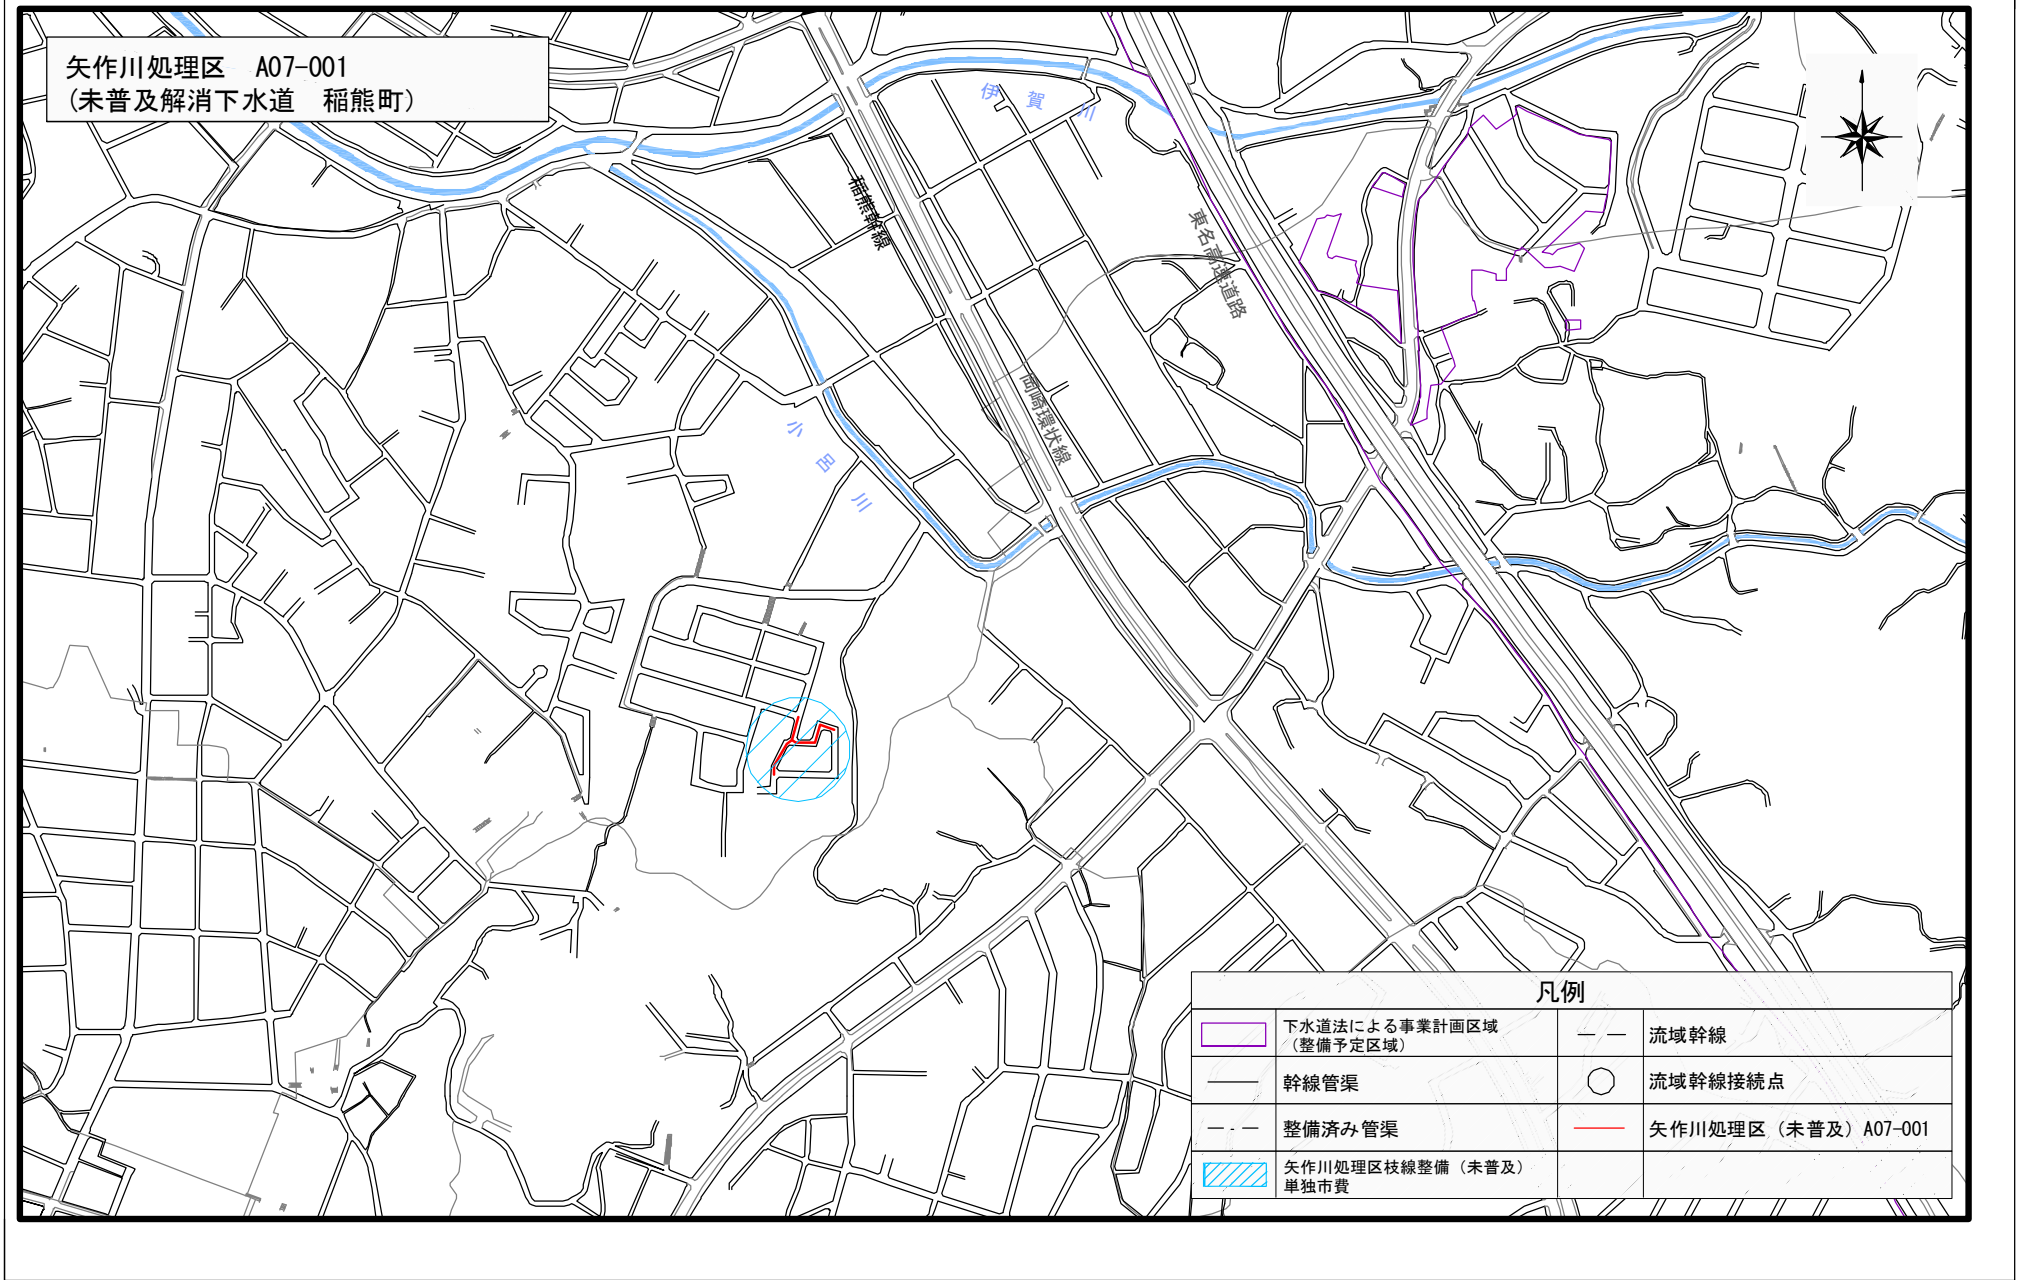 矢作川処理区　A07-001
(未普及解消下水道　稲熊町)
伊賀川
稲熊幹線
東名高速道路
岡崎環状線
小呂川
凡例
下水道法による事業計画区域
（整備予定区域）
流域幹線
幹線管渠
流域幹線接続点
整備済み管渠
矢作川処理区（未普及）A07-001
矢作川処理区枝線整備（未普及）
単独市費